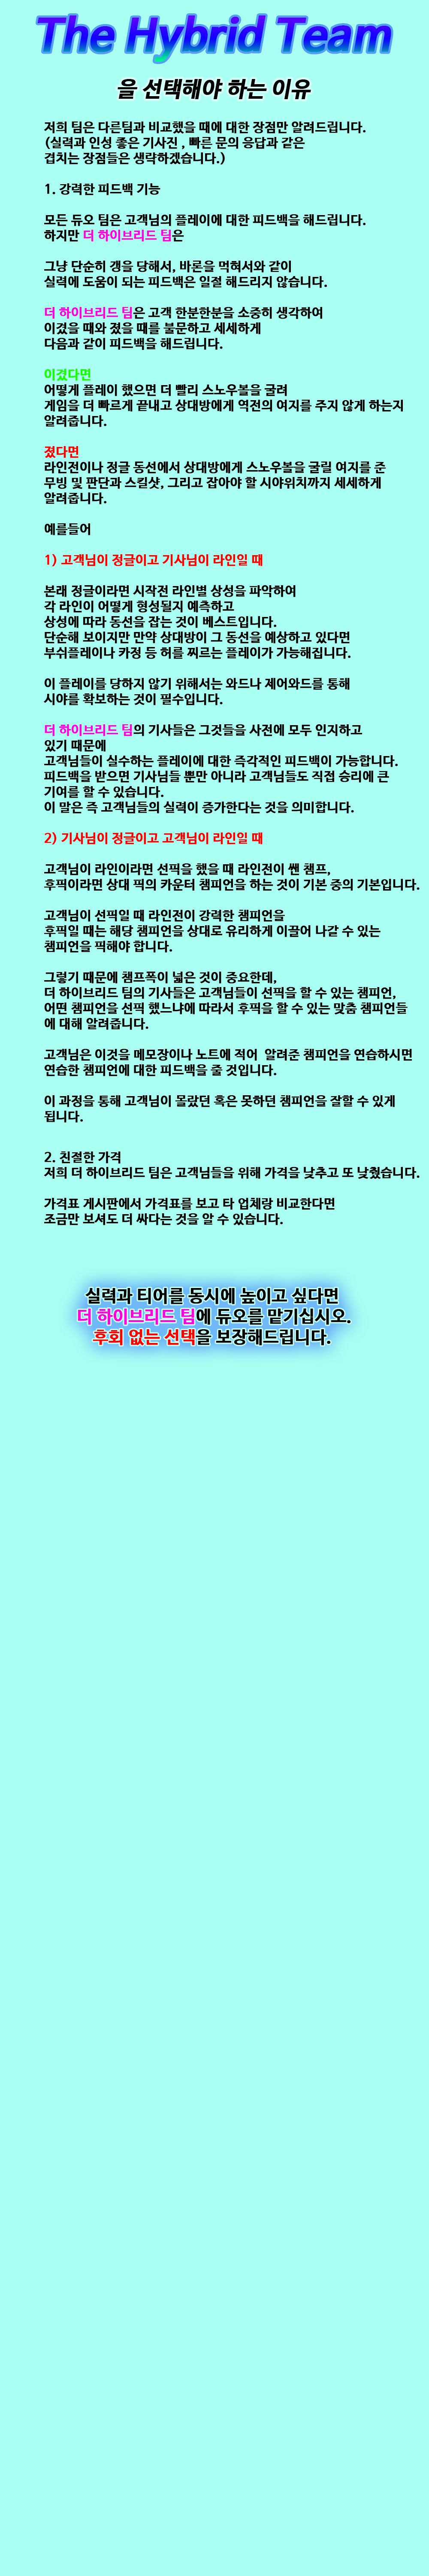 The Hybrid Team
을 선택해야 하는 이유
저희 팀은 다른팀과 비교했을 때에 대한 장점만 알려드립니다.
(실력과 인성 좋은 기사진 , 빠른 문의 응답과 같은
겹치는 장점들은 생략하겠습니다.)
1. 강력한 피드백 기능
모든 듀오 팀은 고객님의 플레이에 대한 피드백을 해드립니다.
하지만 더 하이브리드 팀은
그냥 단순히 갱을 당해서, 바론을 먹혀서와 같이
실력에 도움이 되는 피드백은 일절 해드리지 않습니다.
더 하이브리드 팀은 고객 한분한분을 소중히 생각하여
이겼을 때와 졌을 때를 불문하고 세세하게
다음과 같이 피드백을 해드립니다.
이겼다면
어떻게 플레이 했으면 더 빨리 스노우볼을 굴려
게임을 더 빠르게 끝내고 상대방에게 역전의 여지를 주지 않게 하는지
알려줍니다.
졌다면
라인전이나 정글 동선에서 상대방에게 스노우볼을 굴릴 여지를 준
무빙 및 판단과 스킬샷, 그리고 잡아야 할 시야위치까지 세세하게
알려줍니다.
예를들어
1) 고객님이 정글이고 기사님이 라인일 때
본래 정글이라면 시작전 라인별 상성을 파악하여
각 라인이 어떻게 형성될지 예측하고
상성에 따라 동선을 잡는 것이 베스트입니다.
단순해 보이지만 만약 상대방이 그 동선을 예상하고 있다면
부쉬플레이나 카정 등 허를 찌르는 플레이가 가능해집니다.
이 플레이를 당하지 않기 위해서는 와드나 제어와드를 통해
시야를 확보하는 것이 필수입니다.
더 하이브리드 팀의 기사들은 그것들을 사전에 모두 인지하고
있기 때문에
고객님들이 실수하는 플레이에 대한 즉각적인 피드백이 가능합니다.
피드백을 받으면 기사님들 뿐만 아니라 고객님들도 직접 승리에 큰
기여를 할 수 있습니다.
이 말은 즉 고객님들의 실력이 증가한다는 것을 의미합니다.
2) 기사님이 정글이고 고객님이 라인일 때
고객님이 라인이라면 선픽을 했을 때 라인전이 쎈 챔프,
후픽이라면 상대 픽의 카운터 챔피언을 하는 것이 기본 중의 기본입니다.
고객님이 선픽일 때 라인전이 강력한 챔피언을
후픽일 때는 해당 챔피언을 상대로 유리하게 이끌어 나갈 수 있는
챔피언을 픽해야 합니다.
그렇기 때문에 챔프폭이 넓은 것이 중요한데,
더 하이브리드 팀의 기사들은 고객님들이 선픽을 할 수 있는 챔피언,
어떤 챔피언을 선픽 했느냐에 따라서 후픽을 할 수 있는 맞춤 챔피언들
에 대해 알려줍니다.
고객님은 이것을 메모장이나 노트에 적어 알려준 챔피언을 연습하시면
연습한 챔피언에 대한 피드백을 줄 것입니다.
이 과정을 통해 고객님이 몰랐던 혹은 못하던 챔피언을 잘할 수 있게
됩니다.
2. 친절한 가격
저희 더 하이브리드 팀은 고객님들을 위해 가격을 낮추고 또 낮췄습니다.
가격표 게시판에서 가격표를 보고 타 업체랑 비교한다면
조금만 보셔도 더 싸다는 것을 알 수 있습니다.
실력과 티어를 동시에 높이고 싶다면
더 하이브리드 팀에 듀오를 맡기십시오.
후회 없는 선택을 보장해드립니다.